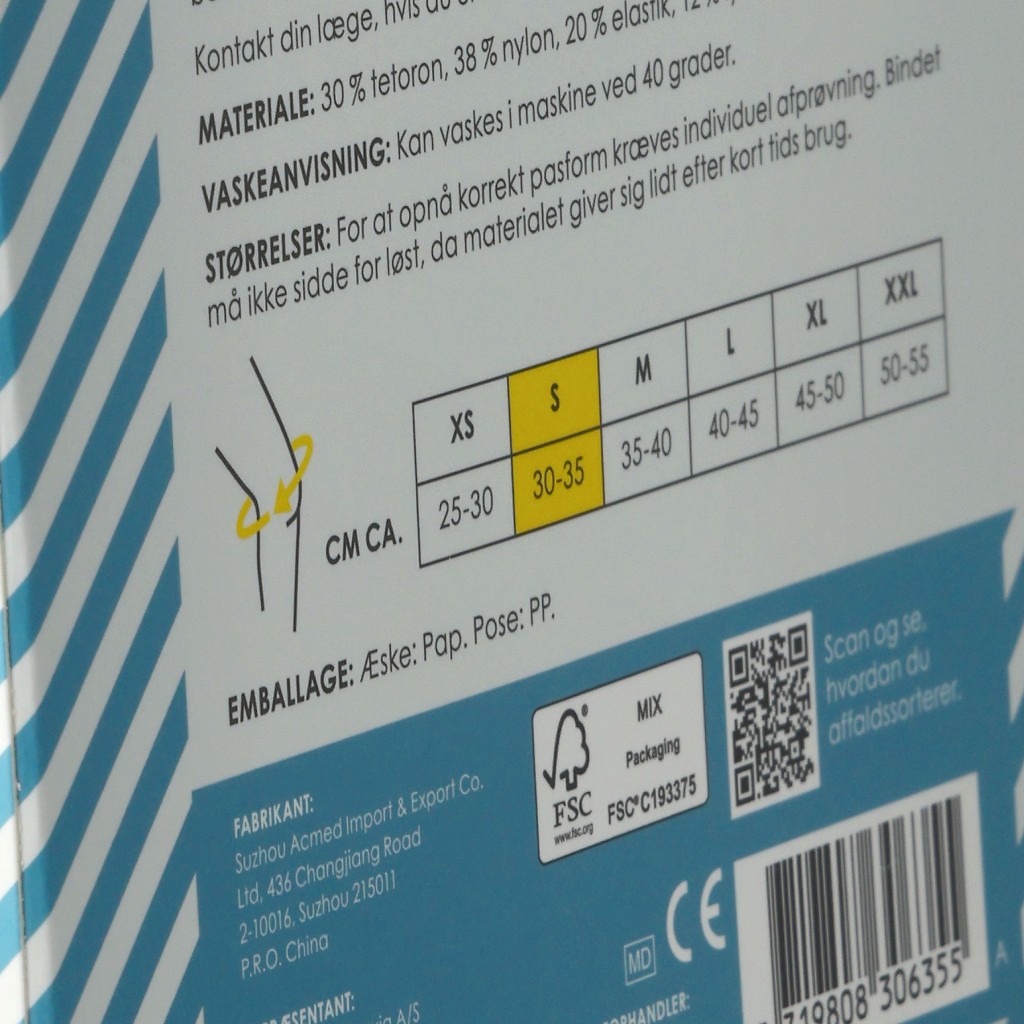 Kontakt din læge, hvis du
MATERIALE: 30 % tetoron, 38 % nylon, 20 % elastik, 12 %
VASKEANVISNING: Kan vaskes i maskine ved 40 grader.
STØRRELSER: For at opnå korrekt pasform kræves individuel afprøvning. Bindet
må ikke sidde for løst, da materialet giver sig lidt efter kort tids brug.
XS S M L XL XXL
CM CA. 25-30 30-35 35-40 40-45 45-50 50-55
EMBALLAGE: Æske: Pap. Pose: PP.
FABRIKANT:
Suzhou Acmed Import & Export Co.
Ltd, 436 Changjiang Road
2-10016, Suzhou 215011
P.R.O. China
FSC®
www.fsc.org
MIX
Packaging
FSC® C193375
Scan og se,
hvordan du
affaldssorterer.
MD CE
319808 306355
A/S